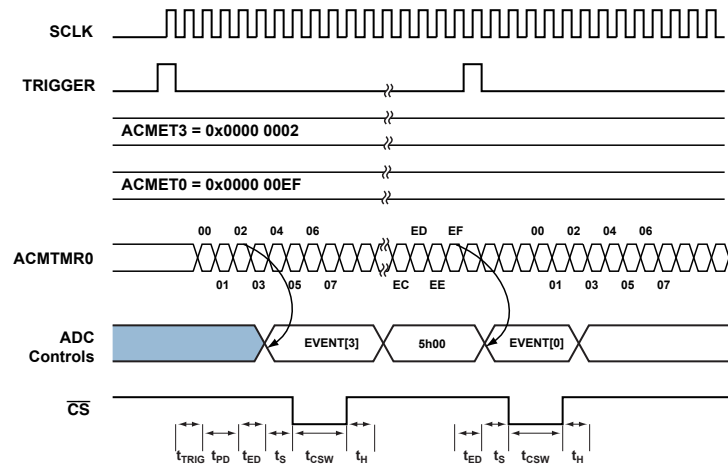 SCLK
TRIGGER
ACMET3 = 0x0000 0002
ACMET0 = 0x0000 00EF
00 02 04 06 ED EF 00 02 04 06
ACMTMR0
01 03 05 07 EC EE 01 03 05 07
ADC
Controls
EVENT[3] 5h00 EVENT[0]
CS
tTRIG tPD tED tS tCSW tH tED tS tCSW tH